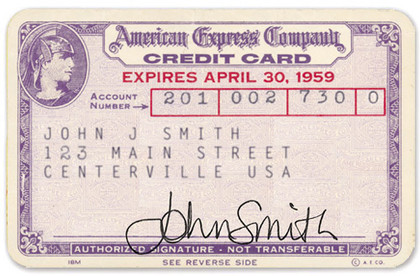 American Express Company
CREDIT CARD
EXPIRES APRIL 30, 1959
ACCOUNT NUMBER → 201 002 730 0
JOHN J SMITH
123 MAIN STREET
CENTERVILLE USA
John Smith
AUTHORIZED SIGNATURE - NOT TRANSFERABLE
IBM SEE REVERSE SIDE © A.E.CO.